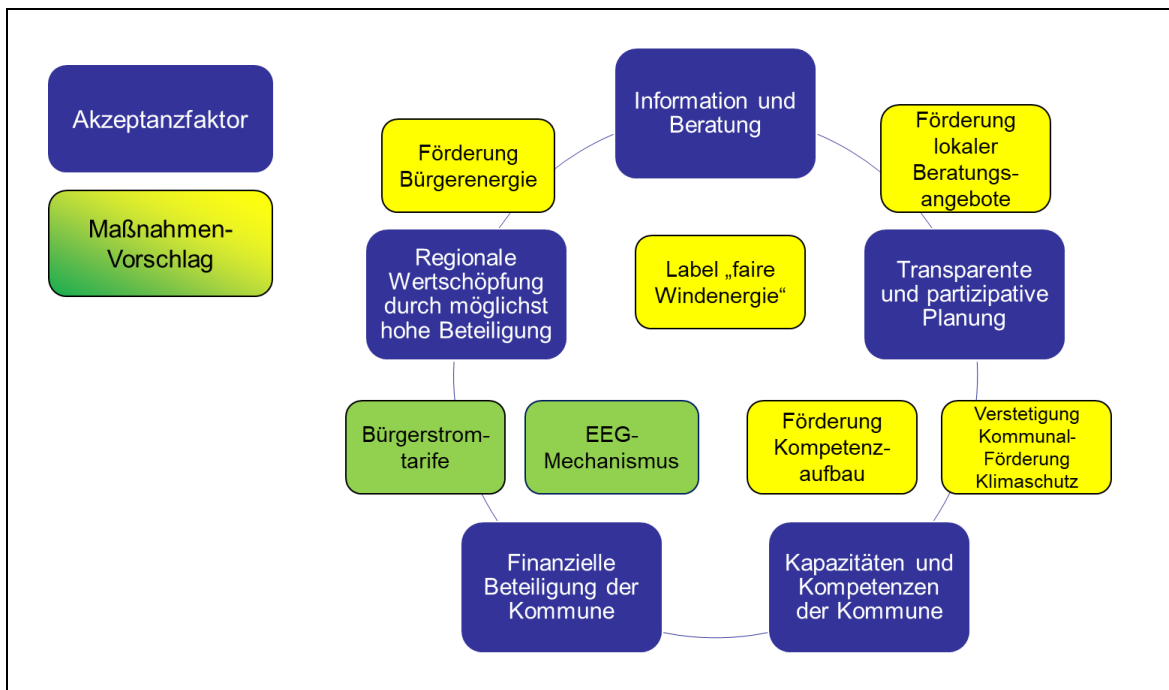 Akzeptanzfaktor
Maßnahmen-
Vorschlag
Information und
Beratung
Förderung
Bürgerenergie
Förderung
lokaler
Beratungs-
angebote
Regionale
Wertschöpfung
durch möglichst
hohe Beteiligung
Label „faire
Windenergie“
Transparente
und partizipative
Planung
Bürgerstrom-
tarife
EEG-
Mechanismus
Förderung
Kompetenz-
aufbau
Verstetigung
Kommunal-
Förderung
Klimaschutz
Finanzielle
Beteiligung der
Kommune
Kapazitäten und
Kompetenzen
der Kommune